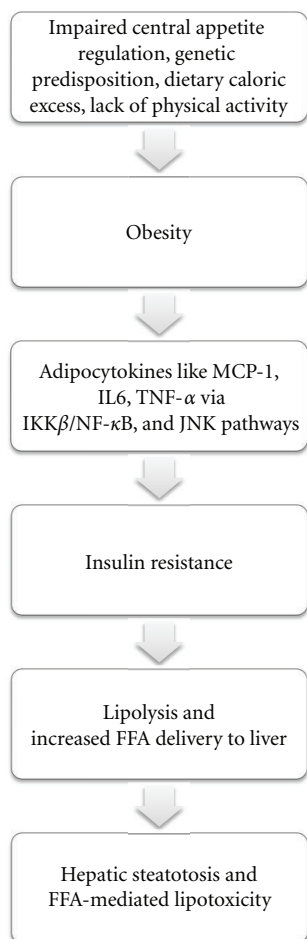 Impaired central appetite
regulation, genetic
predisposition, dietary caloric
excess, lack of physical activity
Obesity
Adipocytokines like MCP-1,
IL6, TNF-α via
IKKβ/NF-κB, and JNK pathways
Insulin resistance
Lipolysis and
increased FFA delivery to liver
Hepatic steatotosis and
FFA-mediated lipotoxicity